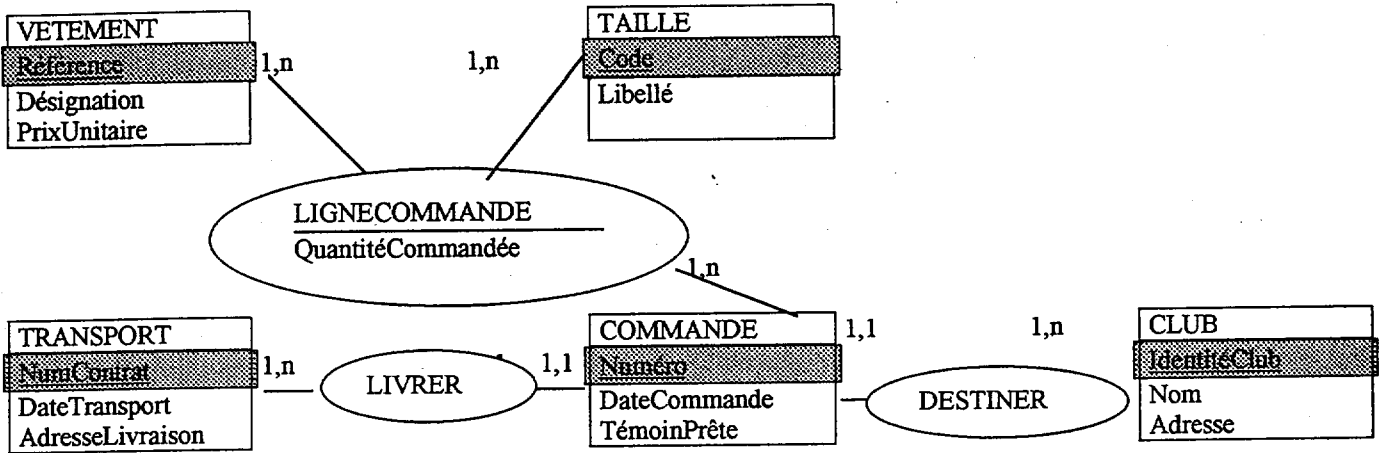 VETEMENT
Référence
Désignation
PrixUnitaire
1,n
1,n
TAILLE
Code
Libellé
LIGNECOMMANDE
QuantitéCommandée
1,n
TRANSPORT
NumContrat
DateTransport
AdresseLivraison
1,n
LIVRER
1,1
COMMANDE
Numéro
DateCommande
TémoinPrête
1,1
DESTINER
1,n
CLUB
IdentitéClub
Nom
Adresse